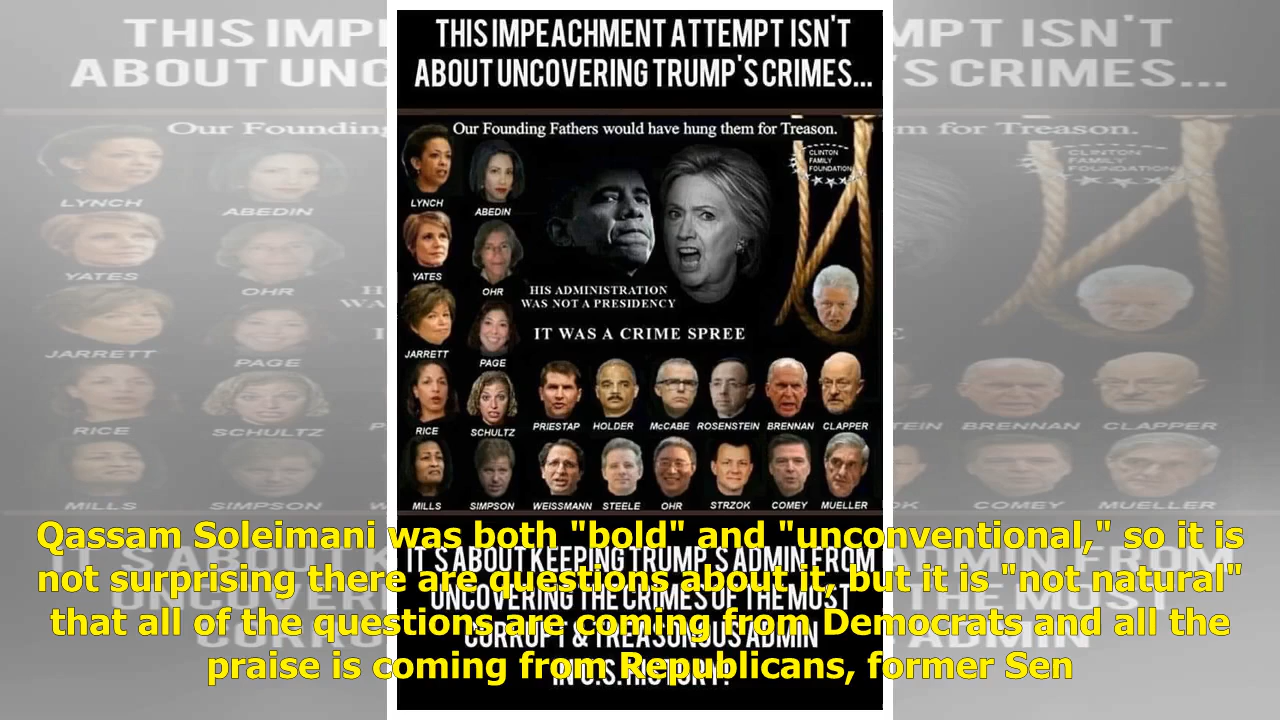 THIS IMPEACHMENT ATTEMPT ISN'T
ABOUT UNCOVERING TRUMP'S CRIMES...
Our Founding Fathers would have hung them for Treason.
CLINTON
FAMILY
FOUNDATION
LYNCH
ABEDIN
YATES
OHR
HIS ADMINISTRATION
WAS NOT A PRESIDENCY
IT WAS A CRIME SPREE
JARRETT
PAGE
RICE
SCHULTZ
PRIESTAP
HOLDER
McCABE
ROSENSTEIN
BRENNAN
CLAPPER
MILLS
SIMPSON
WEISSMANN
STEELE
OHR
STRZOK
COMEY
MUELLER
IT'S ABOUT KEEPING TRUMP'S ADMIN FROM
UNCOVERING THE CRIMES OF THE MOST
CORRUPT & TREASONOUS ADMIN
IN U.S. HISTORY!
Qassam Soleimani was both "bold" and "unconventional," so it is
not surprising there are questions about it, but it is "not natural"
that all of the questions are coming from Democrats and all the
praise is coming from Republicans, former Sen